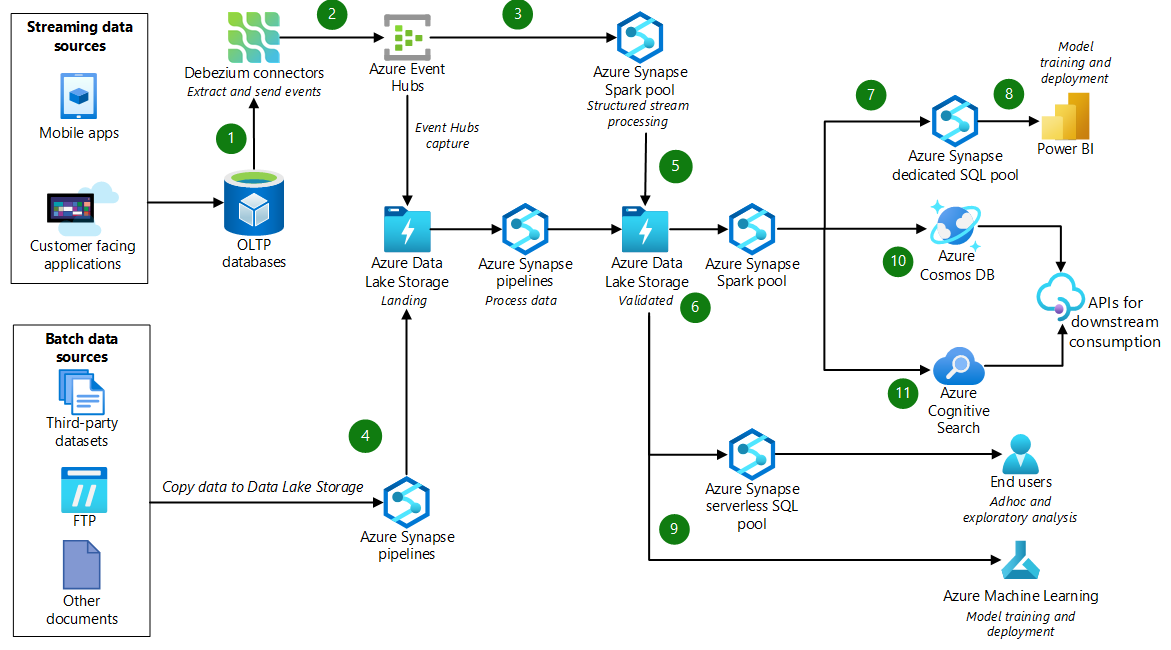 Streaming data
sources
Mobile apps
Customer facing
applications
1
OLTP
databases
Debezium connectors
Extract and send events
2
Azure Event
Hubs
Event Hubs
capture
3
Azure Synapse
Spark pool
Structured stream
processing
5
Azure Data
Lake Storage
Landing
Azure Synapse
pipelines
Process data
Azure Data
Lake Storage
Validated
6
Azure Synapse
Spark pool
7
Azure Synapse
dedicated SQL pool
8
Model
training and
deployment
Power BI
10
Azure
Cosmos DB
APIs for
downstream
consumption
11
Azure
Cognitive
Search
Batch data
sources
Third-party
datasets
FTP
Other
documents
Copy data to Data Lake Storage
4
Azure Synapse
pipelines
Azure Synapse
serverless SQL
pool
9
End users
Adhoc and
exploratory analysis
Azure Machine Learning
Model training and
deployment